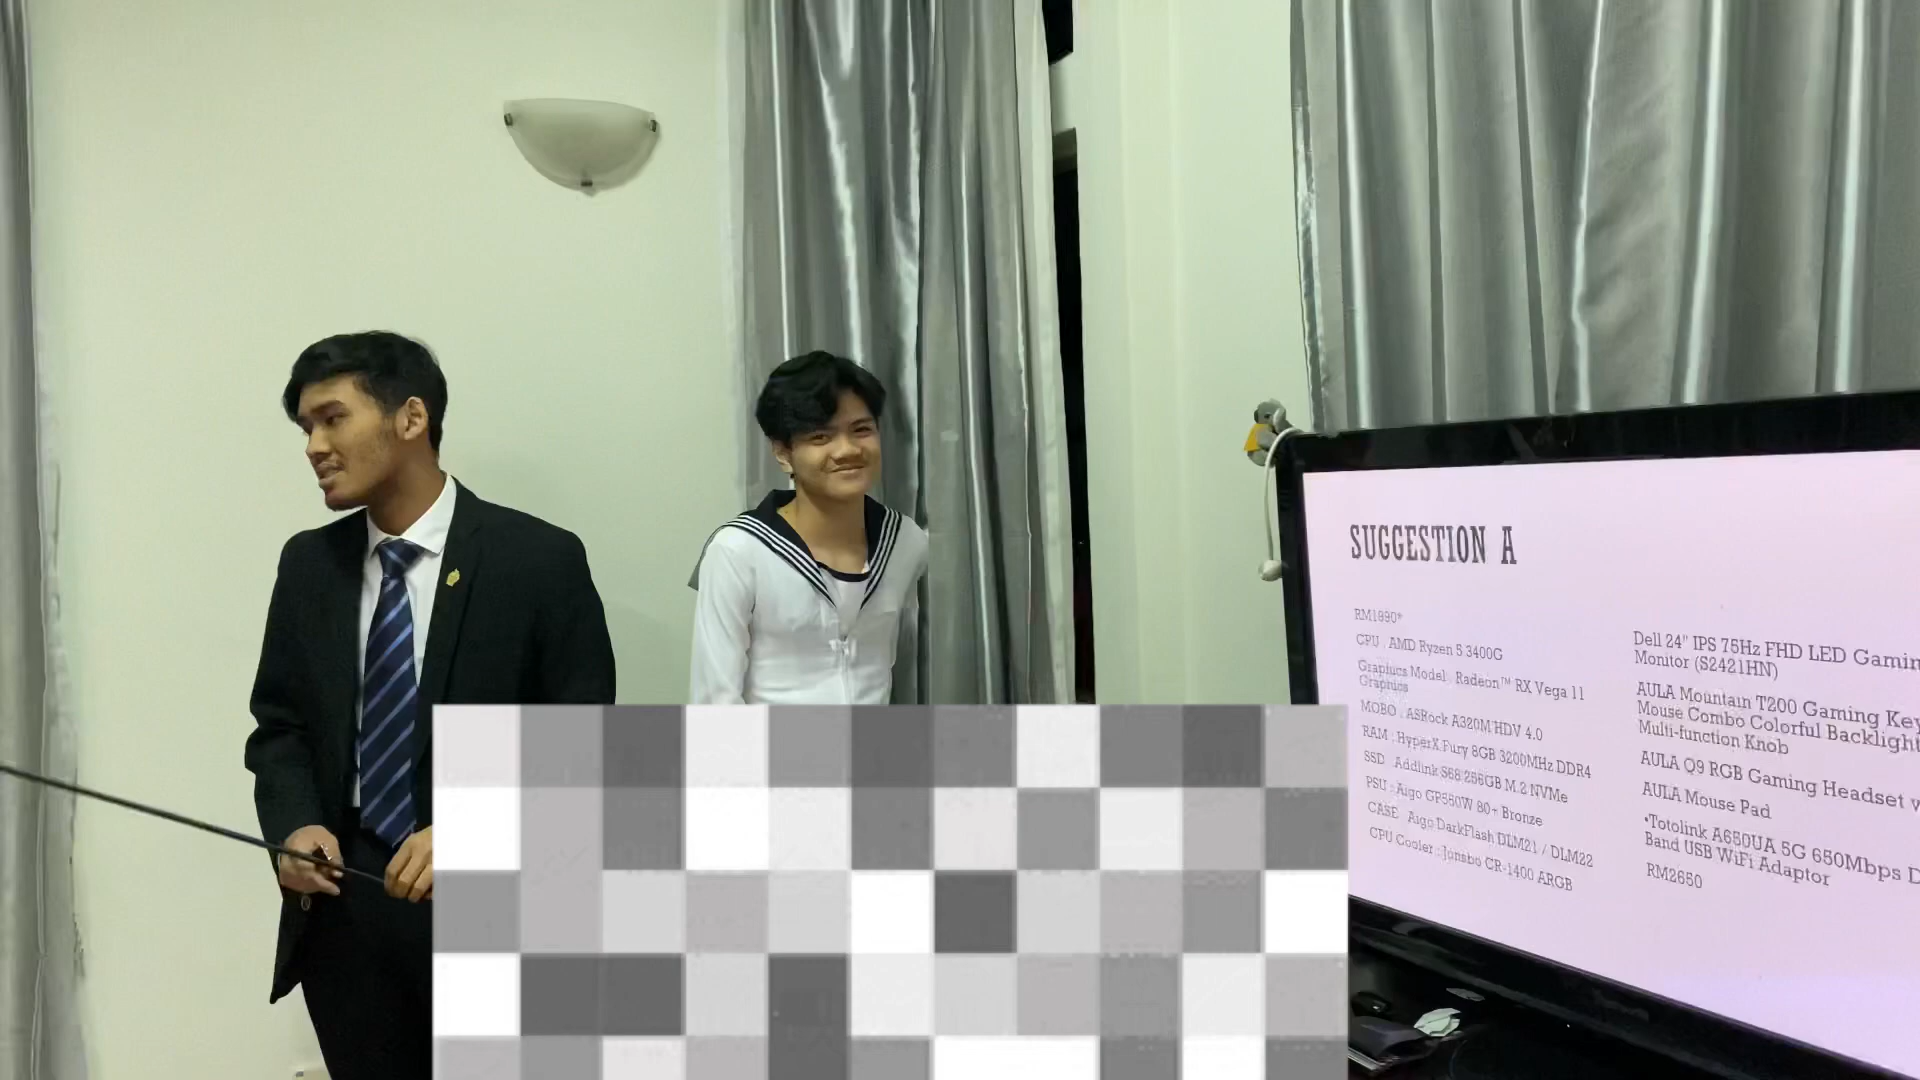 SUGGESTION A
RM1990*
CPU : AMD Ryzen 5 3400G
Graphics Model : Radeon™ RX Vega 11
Graphics
MOBO : ASRock A320M HDV 4.0
RAM : HyperX Fury 8GB 3200MHz DDR4
SSD : Addlink S68 256GB M.2 NVMe
PSU : Aigo GP550W 80+ Bronze
CASE : Aigo DarkFlash DLM21 / DLM22
CPU Cooler : Jonsbo CR-1400 ARGB
Dell 24" IPS 75Hz FHD LED Gamin
Monitor (S2421HN)
AULA Mountain T200 Gaming Key
Mouse Combo Colorful Backlight
Multi-function Knob
AULA Q9 RGB Gaming Headset
AULA Mouse Pad
•Totolink A650UA 5G 650Mbps D
Band USB WiFi Adaptor
RM2650